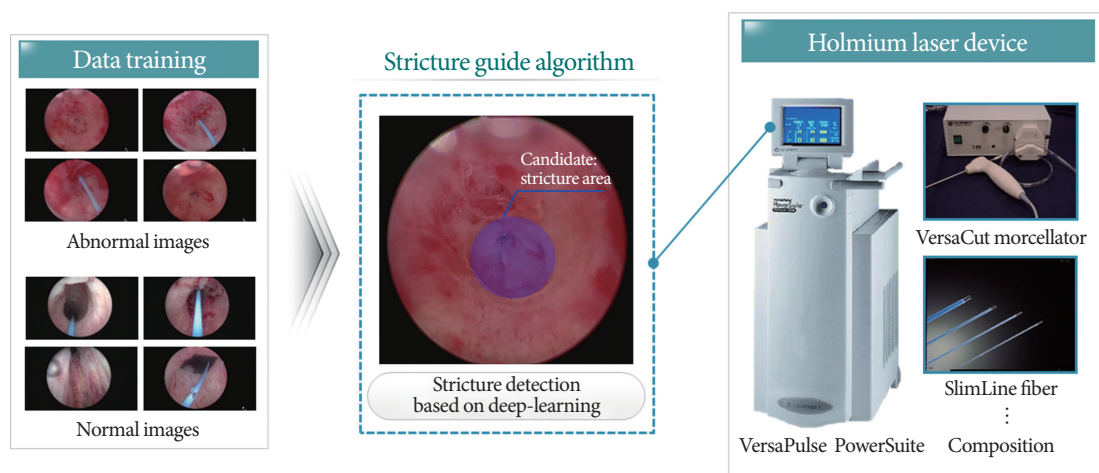 Data training
Abnormal images
Normal images
Stricture guide algorithm
Candidate:
stricture area
Stricture detection
based on deep-learning
Holmium laser device
PowerSuite
VersaCut morcellator
SlimLine fiber
⋮
VersaPulse PowerSuite
Composition